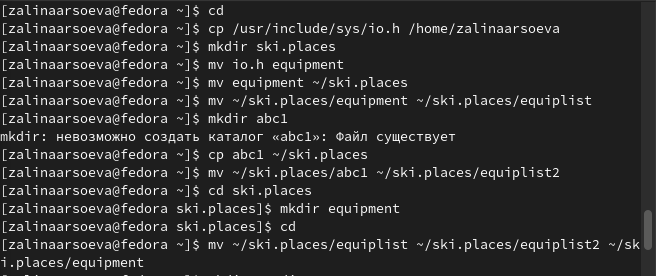 [zalinaarsoeva@fedora ~]$ cd
[zalinaarsoeva@fedora ~]$ cp /usr/include/sys/io.h /home/zalinaarsoeva
[zalinaarsoeva@fedora ~]$ mkdir ski.places
[zalinaarsoeva@fedora ~]$ mv io.h equipment
[zalinaarsoeva@fedora ~]$ mv equipment ~/ski.places
[zalinaarsoeva@fedora ~]$ mv ~/ski.places/equipment ~/ski.places/equiplist
[zalinaarsoeva@fedora ~]$ mkdir abc1
mkdir: невозможно создать каталог «abc1»: Файл существует
[zalinaarsoeva@fedora ~]$ cp abc1 ~/ski.places
[zalinaarsoeva@fedora ~]$ mv ~/ski.places/abc1 ~/ski.places/equiplist2
[zalinaarsoeva@fedora ~]$ cd ski.places
[zalinaarsoeva@fedora ski.places]$ mkdir equipment
[zalinaarsoeva@fedora ski.places]$ cd
[zalinaarsoeva@fedora ~]$ mv ~/ski.places/equiplist ~/ski.places/equiplist2 ~/sk
i.places/equipment